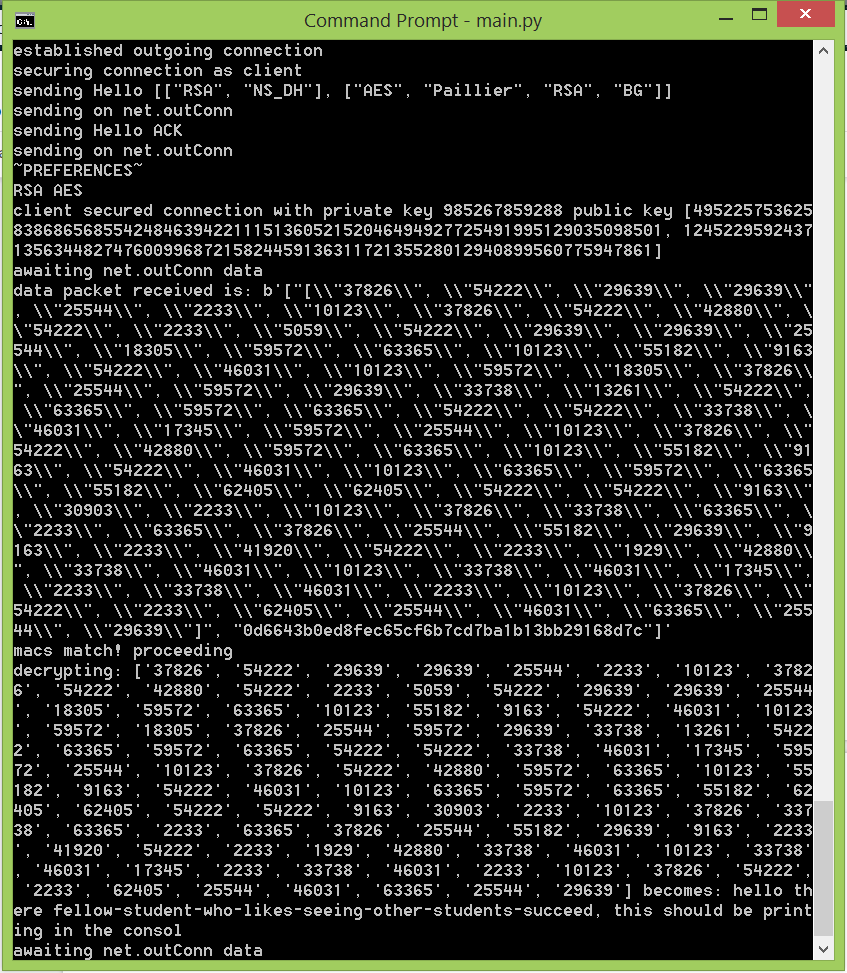 Command Prompt - main.py
established outgoing connection
securing connection as client
sending Hello [["RSA", "NS_DH"], ["AES", "Paillier", "RSA", "BG"]]
sending on net.outConn
sending Hello ACK
sending on net.outConn
~PREFERENCES~
RSA AES
client secured connection with private key 985267859288 public key [495225753625
83868656855424846394221115136052152046494927725491995129035098501, 1245229592437
13563448274760099687215824459136311721355280129408995607759478 61]
awaiting net.outConn data
data packet received is: b'["[\\"37826\\", \\"54222\\", \\"29639\\", \\"29639\\"
, \\"25544\\", \\"2233\\", \\"10123\\", \\"37826\\", \\"54222\\", \\"42880\\", \
\"54222\\", \\"2233\\", \\"5059\\", \\"54222\\", \\"29639\\", \\"29639\\", \\"25
544\\", \\"18305\\", \\"59572\\", \\"63365\\", \\"10123\\", \\"55182\\", \\"9163
\\", \\"54222\\", \\"46031\\", \\"10123\\", \\"59572\\", \\"18305\\", \\"37826\\
", \\"25544\\", \\"59572\\", \\"29639\\", \\"33738\\", \\"13261\\", \\"54222\\",
 \\"63365\\", \\"59572\\", \\"63365\\", \\"54222\\", \\"54222\\", \\"33738\\", \
\"46031\\", \\"17345\\", \\"59572\\", \\"25544\\", \\"10123\\", \\"37826\\", \\"
54222\\", \\"42880\\", \\"59572\\", \\"63365\\", \\"10123\\", \\"55182\\", \\"91
63\\", \\"54222\\", \\"46031\\", \\"10123\\", \\"63365\\", \\"59572\\", \\"63365
\\", \\"55182\\", \\"62405\\", \\"62405\\", \\"54222\\", \\"54222\\", \\"9163\\"
, \\"30903\\", \\"2233\\", \\"10123\\", \\"37826\\", \\"33738\\", \\"63365\\", \
\"2233\\", \\"63365\\", \\"37826\\", \\"25544\\", \\"55182\\", \\"29639\\", \\"9
163\\", \\"2233\\", \\"41920\\", \\"54222\\", \\"2233\\", \\"1929\\", \\"42880\\
", \\"33738\\", \\"46031\\", \\"10123\\", \\"33738\\", \\"46031\\", \\"17345\\",
 \\"2233\\", \\"33738\\", \\"46031\\", \\"2233\\", \\"10123\\", \\"37826\\", \\"
54222\\", \\"2233\\", \\"62405\\", \\"25544\\", \\"46031\\", \\"63365\\", \\"255
44\\", \\"29639\\"]", "0d6643b0ed8fec65cf6b7cd7ba1b13bb29168d7c"]'
macs match! proceeding
decrypting: ['37826', '54222', '29639', '29639', '25544', '2233', '10123', '3782
6', '54222', '42880', '54222', '2233', '5059', '54222', '29639', '29639', '25544
', '18305', '59572', '63365', '10123', '55182', '9163', '54222', '46031', '10123
', '59572', '18305', '37826', '25544', '59572', '29639', '33738', '13261', '5422
2', '63365', '59572', '63365', '54222', '54222', '33738', '46031', '17345', '595
72', '25544', '10123', '37826', '54222', '42880', '59572', '63365', '10123', '55
182', '9163', '54222', '46031', '10123', '63365', '59572', '63365', '55182', '62
405', '62405', '54222', '54222', '9163', '30903', '2233', '10123', '37826', '337
38', '63365', '2233', '63365', '37826', '25544', '55182', '29639', '9163', '2233
', '41920', '54222', '2233', '1929', '42880', '33738', '46031', '10123', '33738'
, '46031', '17345', '2233', '33738', '46031', '2233', '10123', '37826', '54222',
 '2233', '62405', '25544', '46031', '63365', '25544', '29639'] becomes: hello th
ere fellow-student-who-likes-seeing-other-students-succeed, this should be print
ing in the consol
awaiting net.outConn data